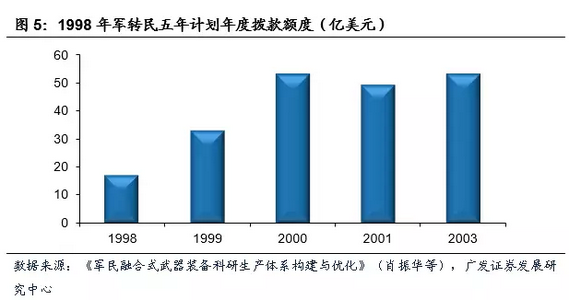 图 5：1998 年军转民五年计划年度拨款额度（亿美元）
60
50
40
30
20
10
0
1998 1999 2000 2001 2003
数据来源：《军民融合式武器装备科研生产体系构建与优化》（肖振华等），广发证券发展研
究中心